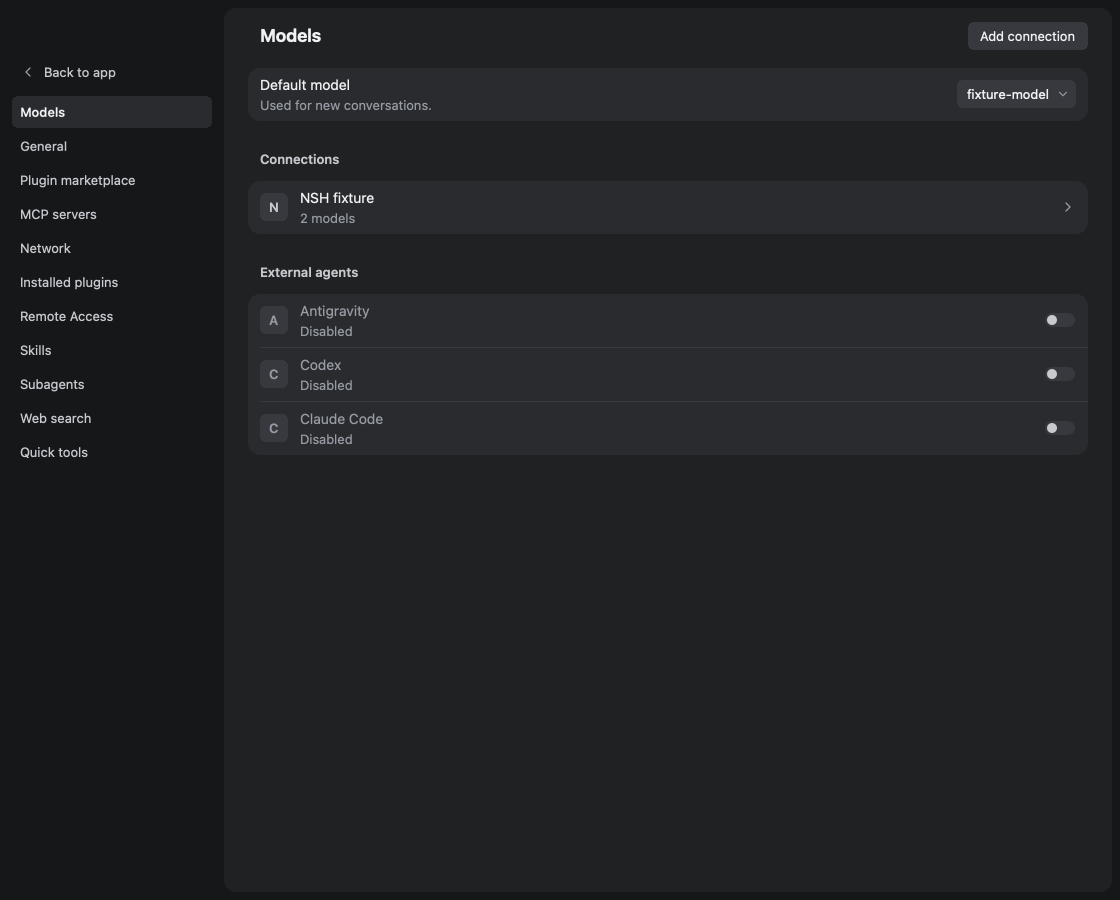 Models
Add connection
Back to app
Models
General
Plugin marketplace
MCP servers
Network
Installed plugins
Remote Access
Skills
Subagents
Web search
Quick tools
Default model
Used for new conversations.
fixture-model
Connections
N
NSH fixture
2 models
External agents
A
Antigravity
Disabled
C
Codex
Disabled
C
Claude Code
Disabled